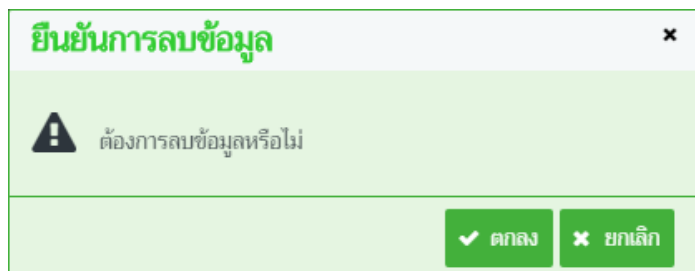 ยืนยันการลบข้อมูล
ต้องการลบข้อมูลหรือไม่
ตกลง ยกเลิก